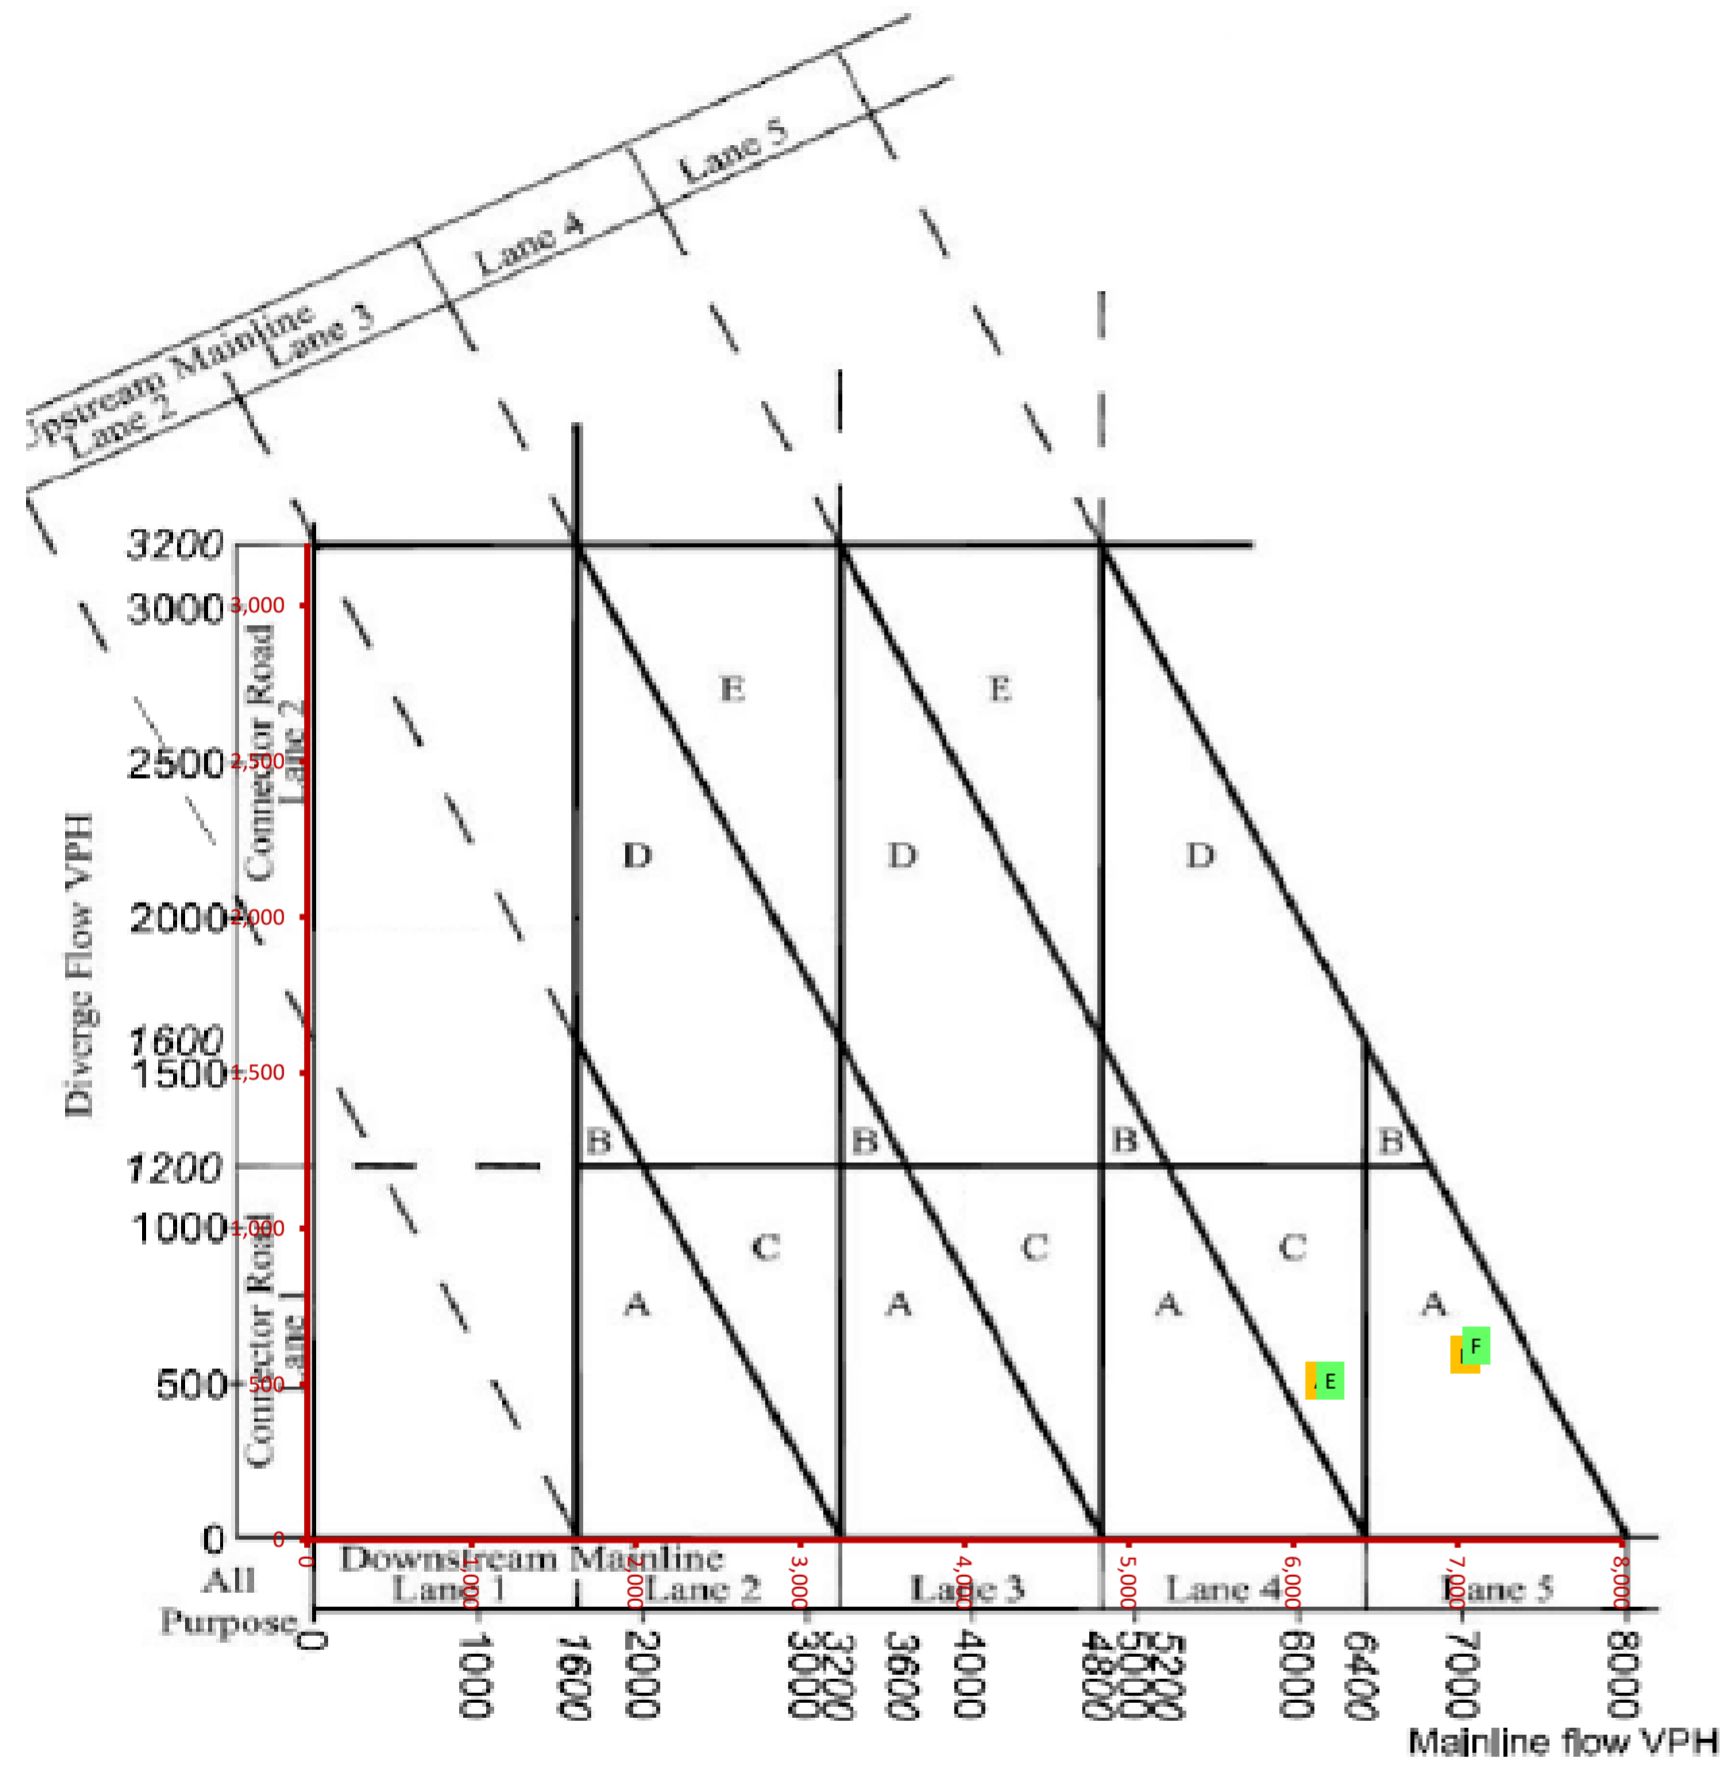 Lane 5
Lane 4
Upstream Mainline
Lane 3
Lane 2
3200
3000
3,000
Connector Road
Lane 2
E
E
2500
2,500
D
D
D
Diverge Flow VPH
2000
2,000
1600
1500
1,500
B
B
B
B
1200
1000
1,000
Connector Road
Lane 1
C
C
C
A
A
A
A
F
500
500
E
0
0
0
1,000
2,000
3,000
4,000
5,000
6,000
7,000
8,000
Downstream Mainline
All
Purpose
Lane 1
Lane 2
Lane 3
Lane 4
Lane 5
0
1000
1600
2000
3000
3200
3600
4000
4800
5000
5200
6000
6400
7000
8000
Mainline flow VPH